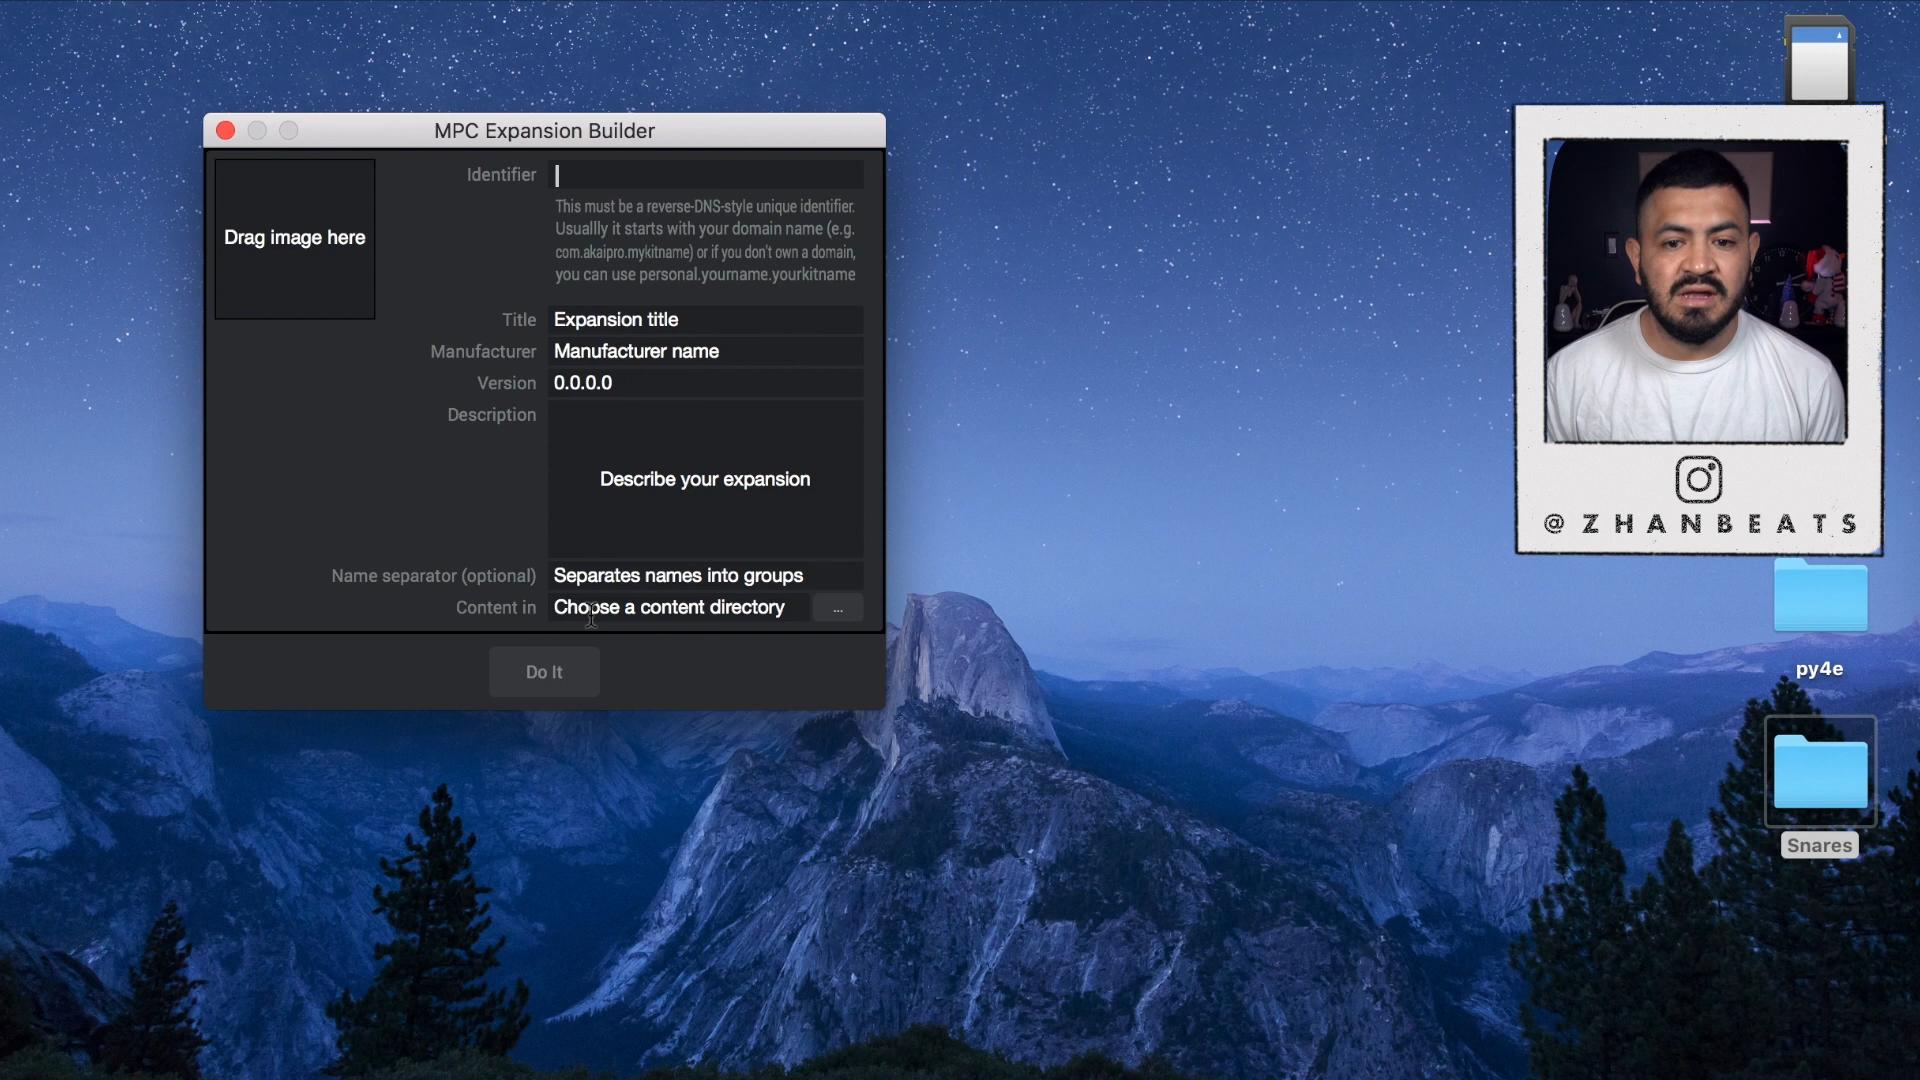 MPC Expansion Builder
Drag image here
Identifier
This must be a reverse-DNS-style unique identifier.
Usuallly it starts with your domain name (e.g.
com.akaipro.mykitname) or if you don't own a domain,
you can use personal.yourname.yourkitname
Title Expansion title
Manufacturer Manufacturer name
Version 0.0.0.0
Description
Describe your expansion
Name separator (optional) Separates names into groups
Content in Choose a content directory ...
Do It
@ZHANBEATS
py4e
Snares